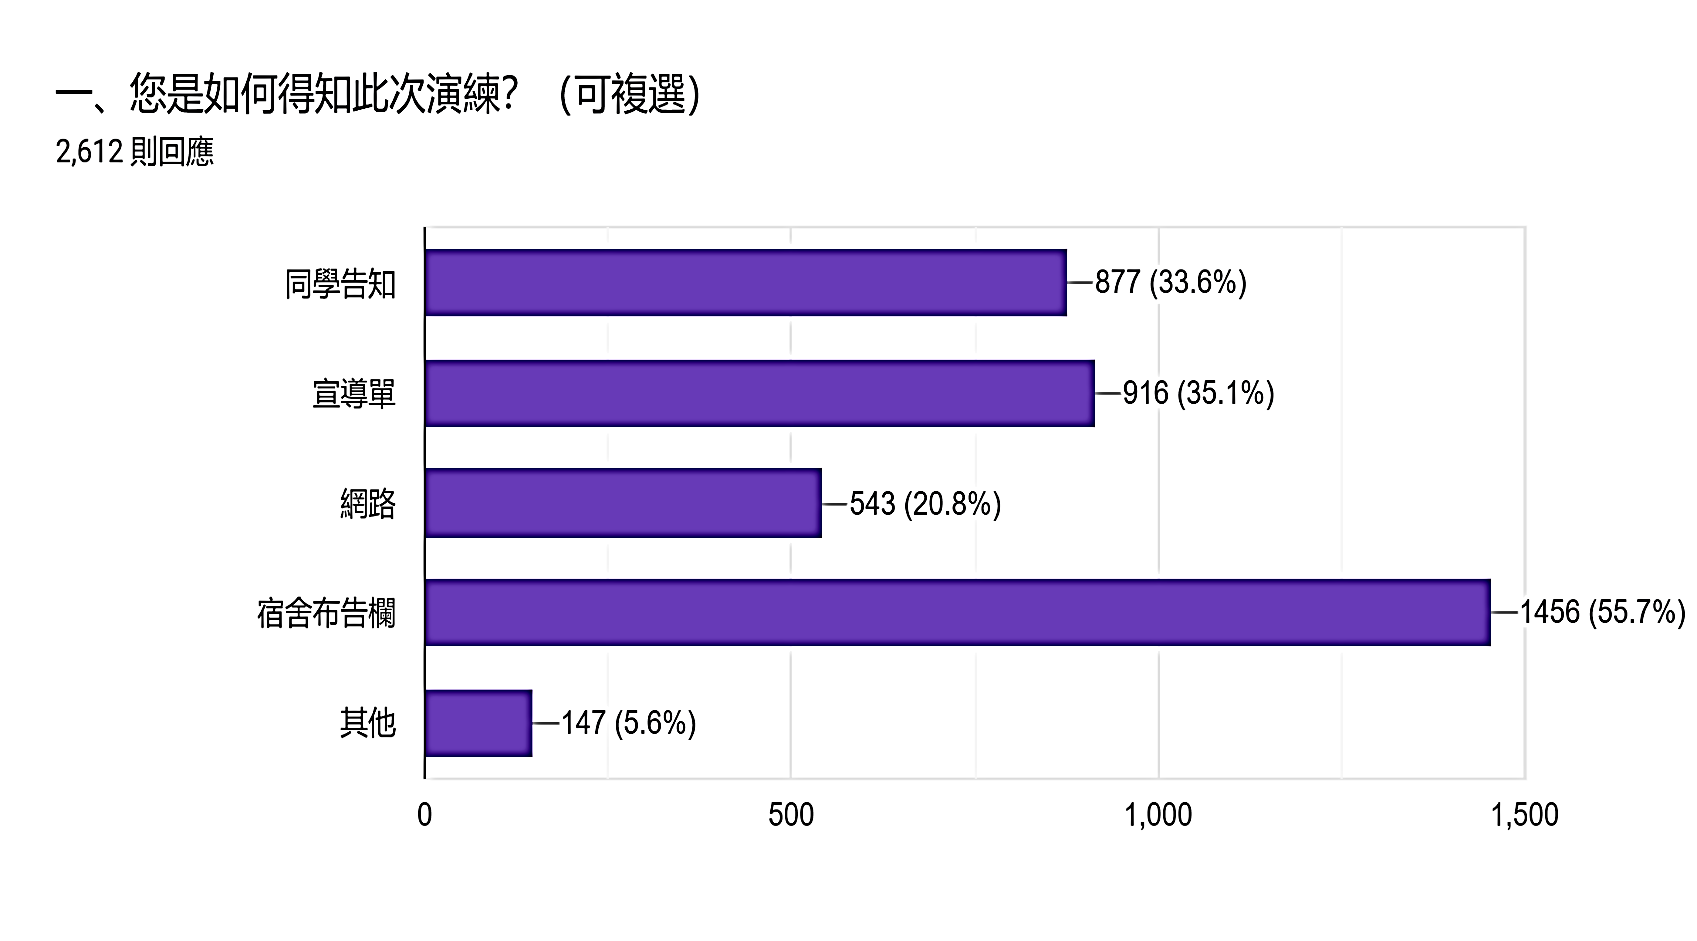 一、您是如何得知此次演練？（可複選）
2,612 則回應
同學告知 877 (33.6%)
宣導單 916 (35.1%)
網路 543 (20.8%)
宿舍布告欄 1456 (55.7%)
其他 147 (5.6%)
0 500 1,000 1,500